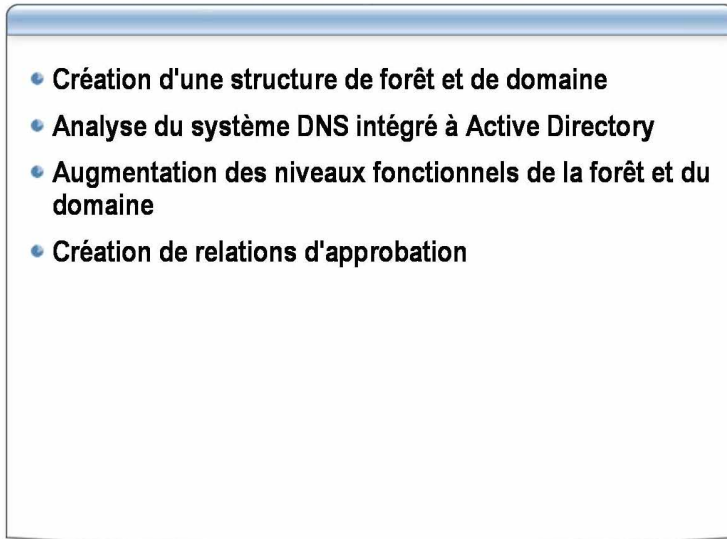 Création d'une structure de forêt et de domaine
Analyse du système DNS intégré à Active Directory
Augmentation des niveaux fonctionnels de la forêt et du
domaine
Création de relations d'approbation